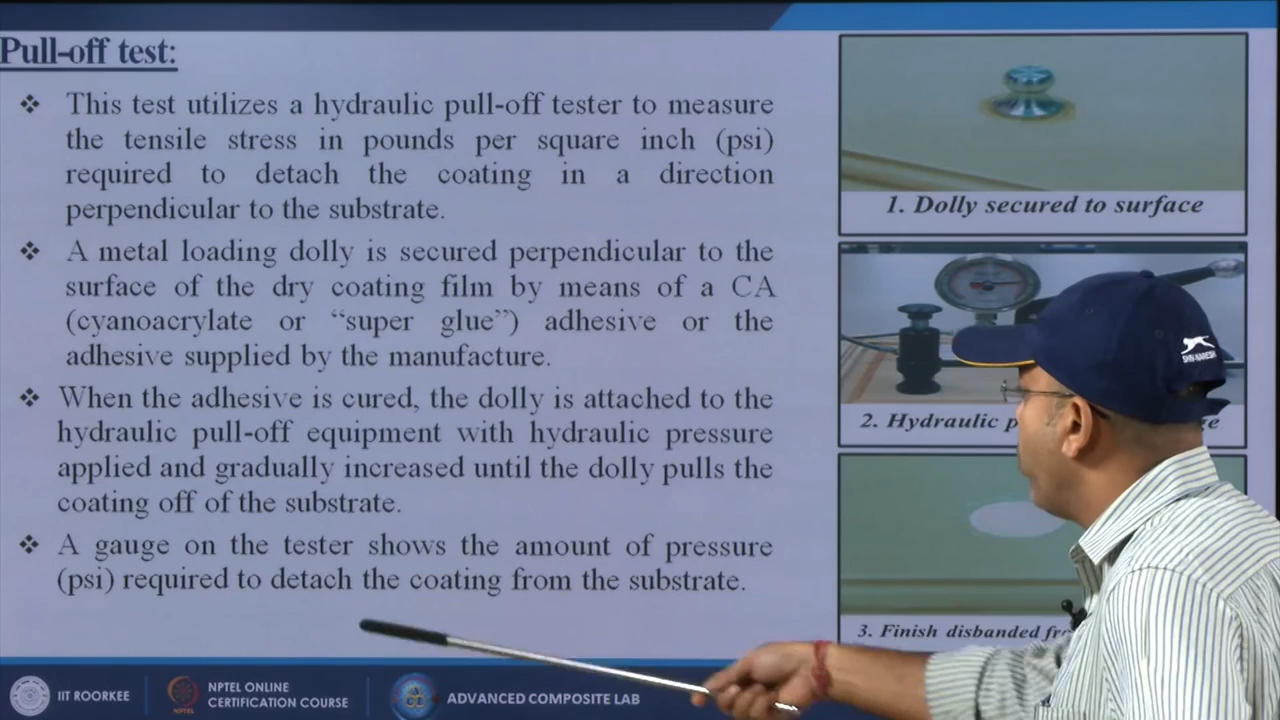 Pull-off test:
This test utilizes a hydraulic pull-off tester to measure
the tensile stress in pounds per square inch (psi)
required to detach the coating in a direction
perpendicular to the substrate.
A metal loading dolly is secured perpendicular to the
surface of the dry coating film by means of a CA
(cyanoacrylate or “super glue”) adhesive or the
adhesive supplied by the manufacture.
When the adhesive is cured, the dolly is attached to the
hydraulic pull-off equipment with hydraulic pressure
applied and gradually increased until the dolly pulls the
coating off of the substrate.
A gauge on the tester shows the amount of pressure
(psi) required to detach the coating from the substrate.
1. Dolly secured to surface
2. Hydraulic
3. Finish disbanded
SHIV-NARESH
IIT ROORKEE
NPTEL
NPTEL ONLINE
CERTIFICATION COURSE
ADVANCED COMPOSITE LAB